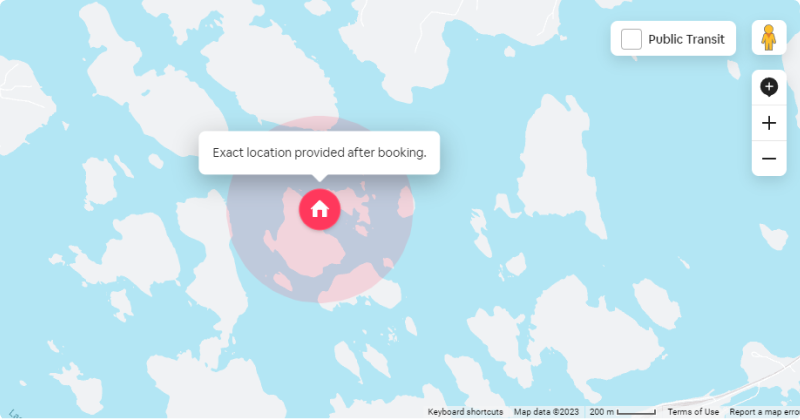 Public Transit
Exact location provided after booking.
Keyboard shortcuts
Map data ©2023
200 m
Terms of Use
Report a map erro